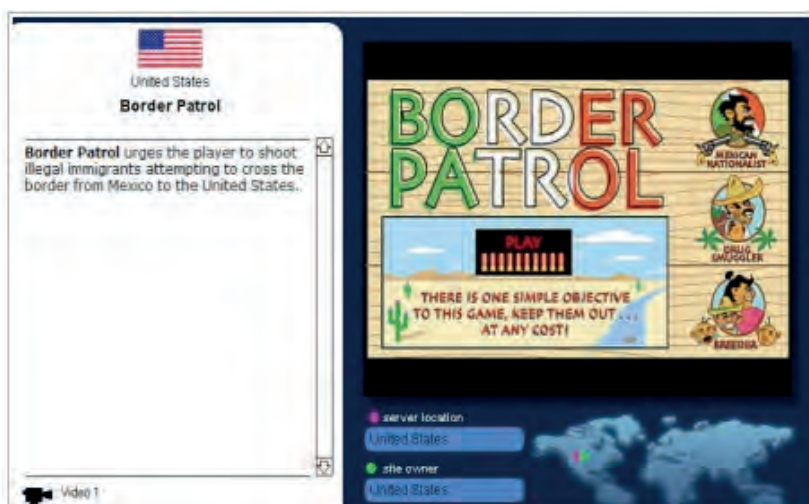 United States
Border Patrol
Border Patrol urges the player to shoot
illegal immigrants attempting to cross the
border from Mexico to the United States.
Video 1
BORDER
PATROL
PLAY
THERE IS ONE SIMPLE OBJECTIVE
TO THIS GAME, KEEP THEM OUT...
AT ANY COST!
MEXICAN
NATIONALIST
DRUG
SMUGGLER
BREEDER
server location
United States
site owner
United States